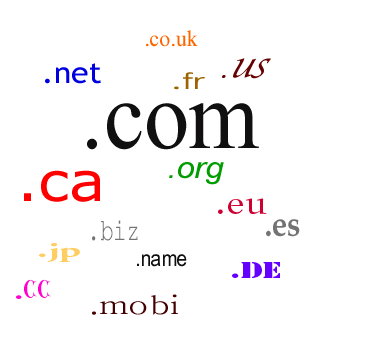 .co.uk
.us
.net
.fr
.com
.org
.ca
.eu
.es
.biz
.jp
.name
.DE
.cc
.mobi